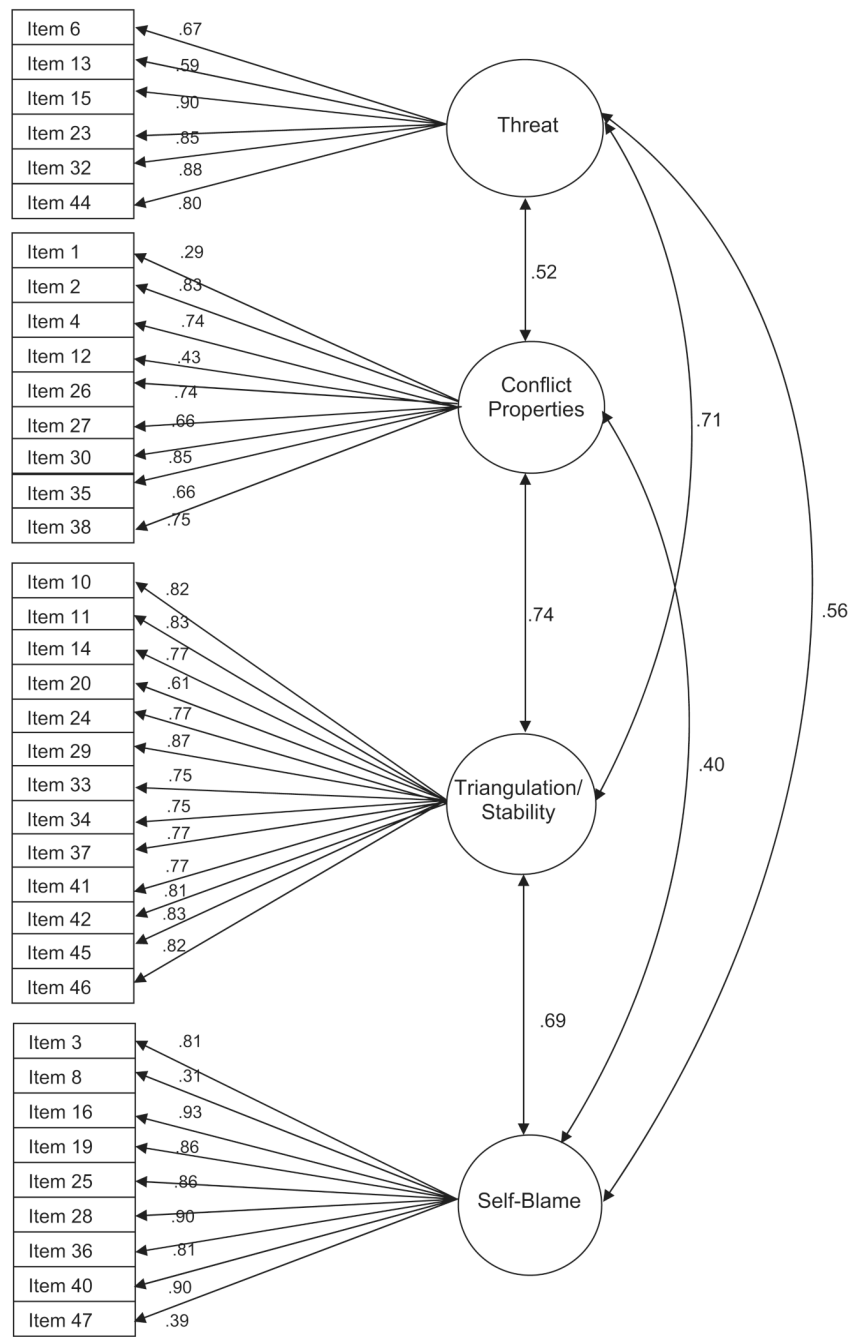 Item 6
.67
Item 13
.59
Item 15
.90
Item 23
.85
Item 32
.88
Item 44
.80
Threat
.52
Item 1
.29
Item 2
.83
Item 4
.74
Item 12
.43
Item 26
.74
Item 27
.66
Item 30
.85
Item 35
.66
Item 38
.75
Conflict
Properties
.71
.74
.56
Item 10
.82
Item 11
.83
Item 14
.77
Item 20
.61
Item 24
.77
Item 29
.87
Item 33
.75
Item 34
.75
Item 37
.77
Item 41
.77
Item 42
.81
Item 45
.83
Item 46
.82
Triangulation/
Stability
.40
.69
Item 3
.81
Item 8
.31
Item 16
.93
Item 19
.86
Item 25
.86
Item 28
.90
Item 36
.81
Item 40
.90
Item 47
.39
Self-Blame